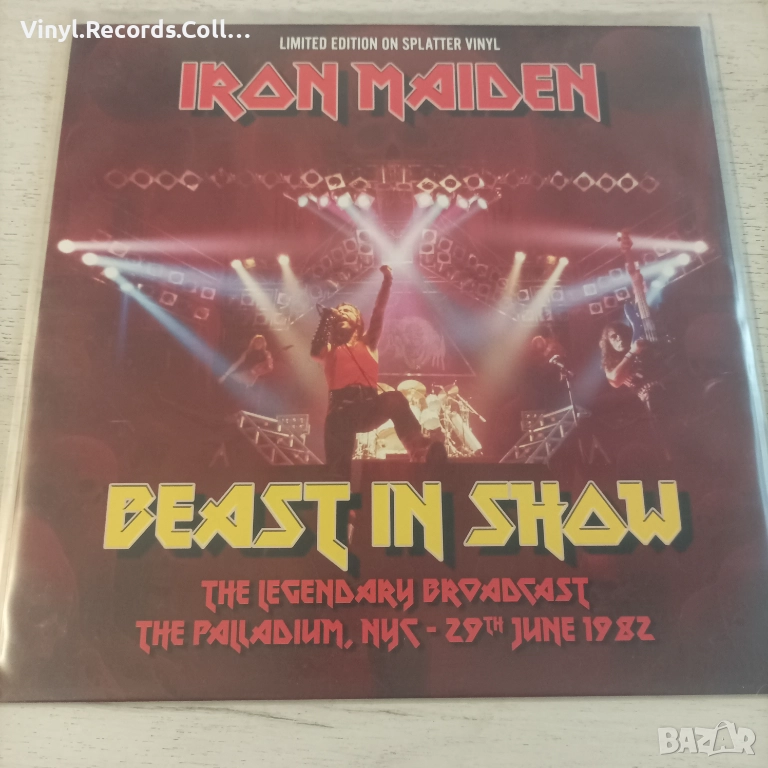 Vinyl.Records.Coll...
LIMITED EDITION ON SPLATTER VINYL
IRON MAIDEN
BEAST IN SHOW
THE LEGENDARY BROADCAST
THE PALLADIUM, NYC - 29TH JUNE 1982
BAZAR